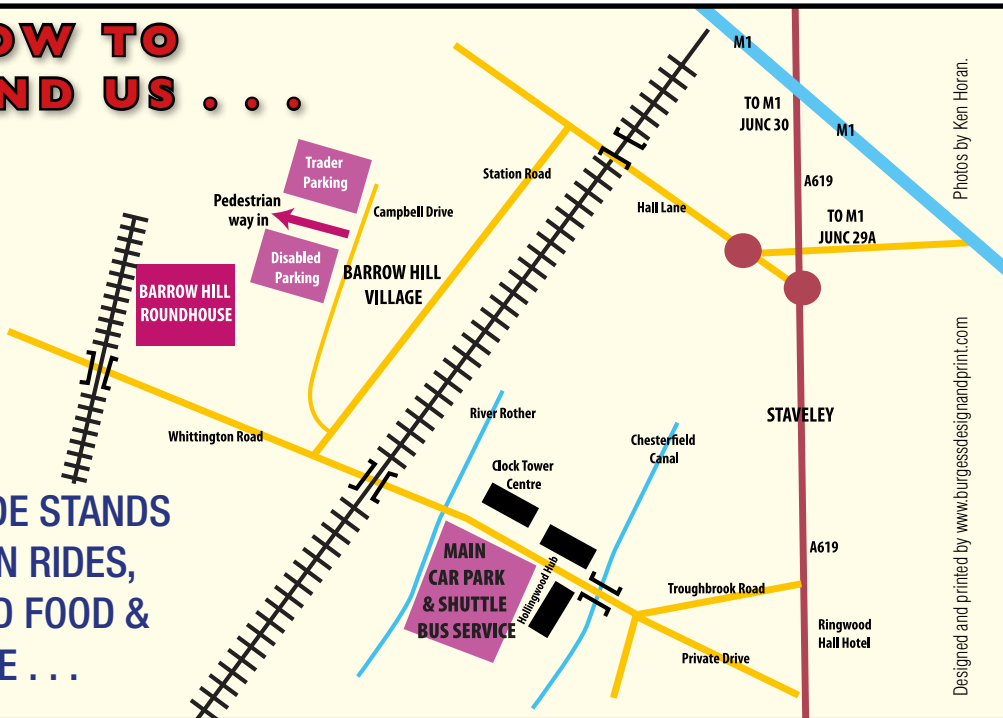 OW TO
ND US . . .
M1
TO M1
JUNC 30
M1
A619
TO M1
JUNC 29A
Photos by Ken Horan.
Trader
Parking
Pedestrian
way in
Campbell Drive
Station Road
Hall Lane
Disabled
Parking
BARROW HILL
VILLAGE
BARROW HILL
ROUNDHOUSE
Whittington Road
River Rother
STAVELEY
Chesterfield
Canal
Clock Tower
Centre
DE STANDS
N RIDES,
D FOOD &
E . . .
MAIN
CAR PARK
& SHUTTLE
BUS SERVICE
Hollingwood Hub
A619
Troughbrook Road
Ringwood
Hall Hotel
Private Drive
Designed and printed by www.burgessdesignandprint.com